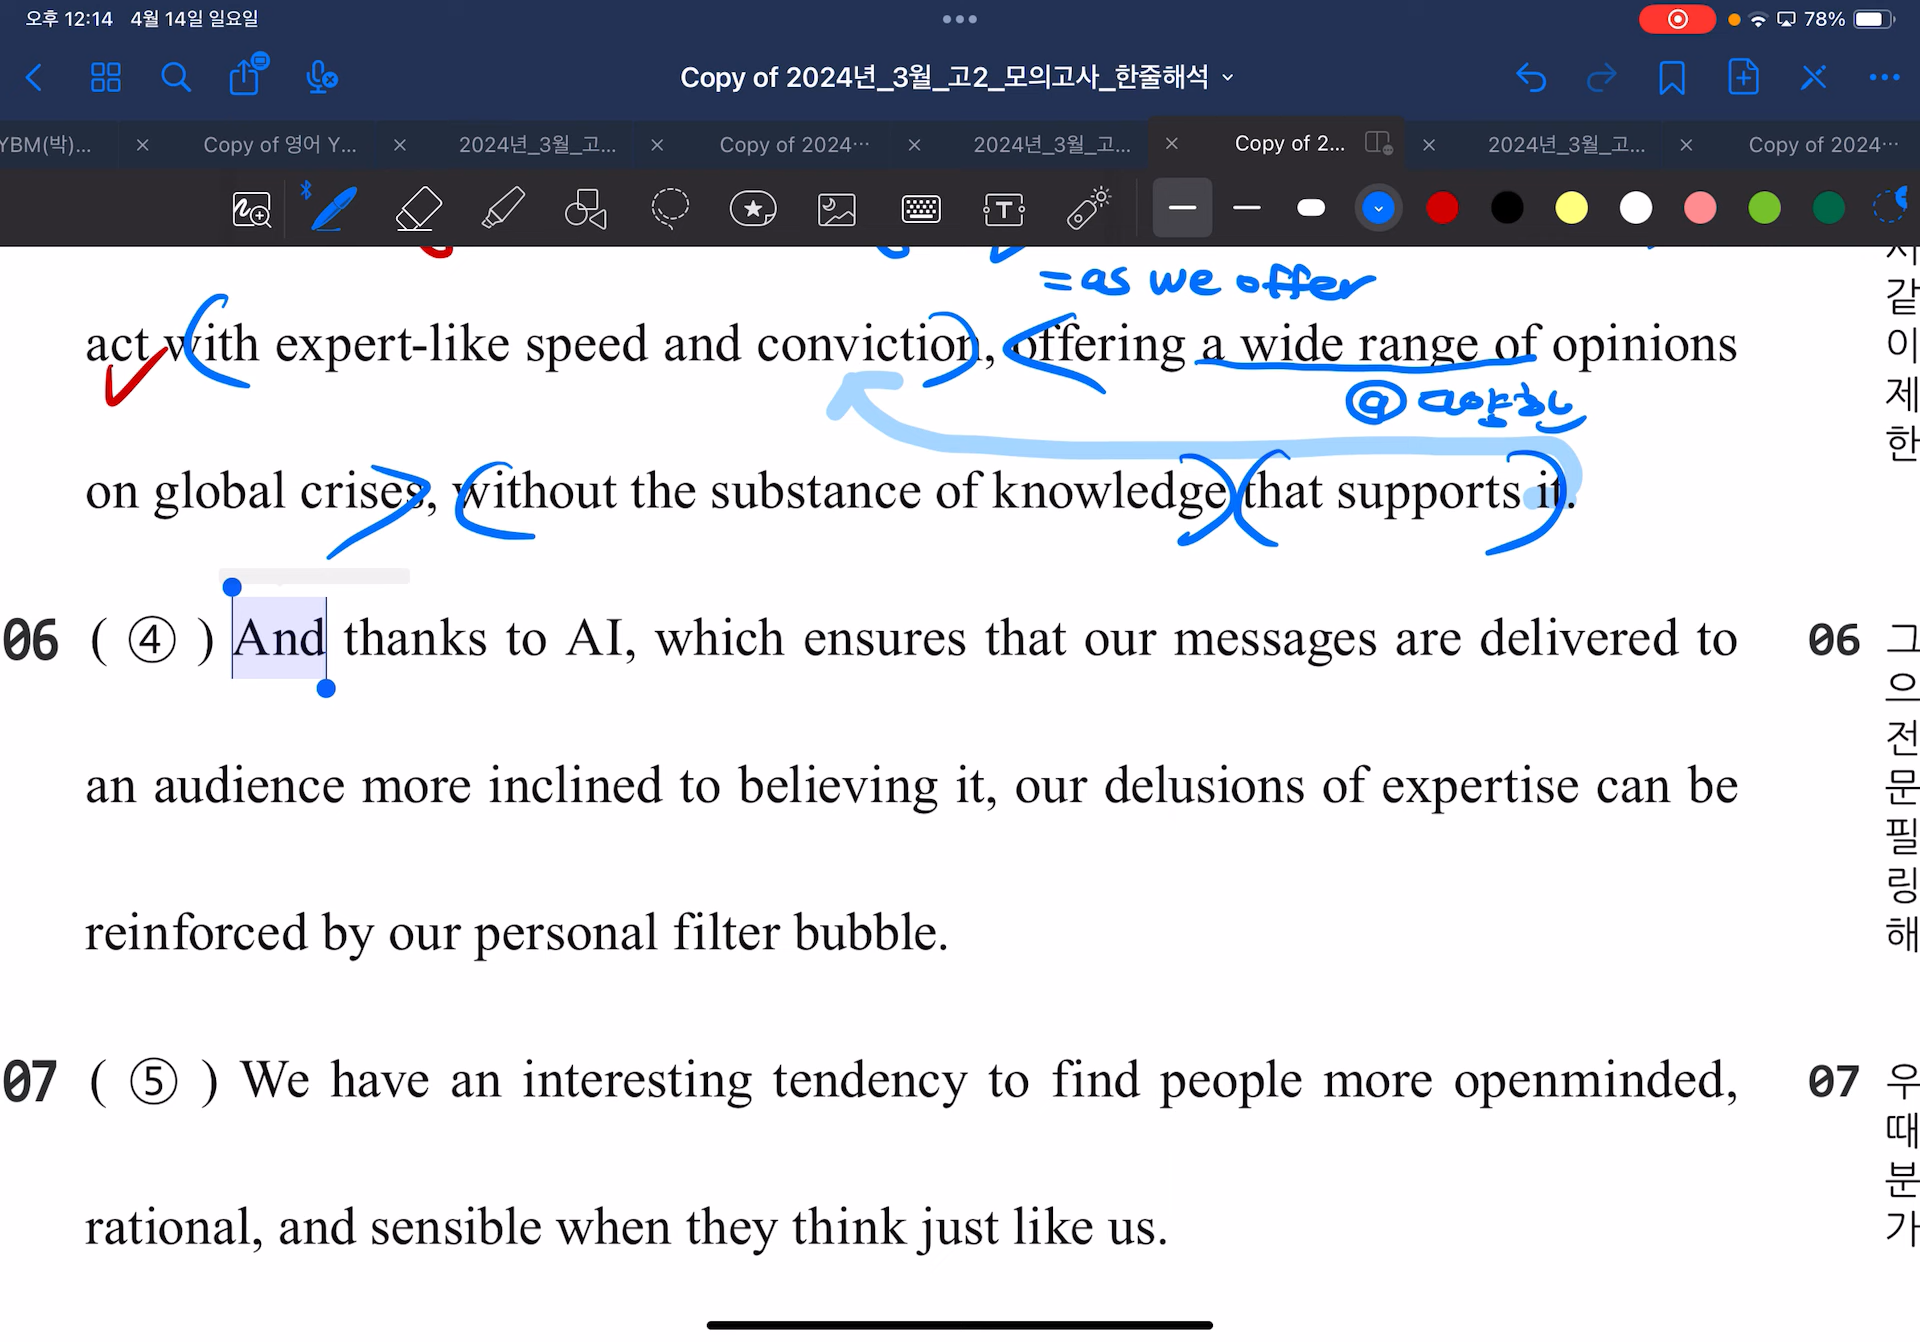 오후 12:14 4월 14일 일요일
78%
Copy of 2024년_3월_고2_모의고사_한줄해석
YBM(박)... Copy of 영어 Y... 2024년_3월_고... Copy of 2024... 2024년_3월_고... Copy of 2... 2024년_3월_고... Copy of 2024...
=as we offer
act with expert-like speed and conviction, offering a wide range of opinions
ⓐ 다양한
on global crises, without the substance of knowledge that supports it.
06 ( ④ ) And thanks to AI, which ensures that our messages are delivered to
an audience more inclined to believing it, our delusions of expertise can be
reinforced by our personal filter bubble.
07 ( ⑤ ) We have an interesting tendency to find people more openminded,
rational, and sensible when they think just like us.
같
이
제
한
06 그
으
전
문
필
링
해
07 우
때
분
가